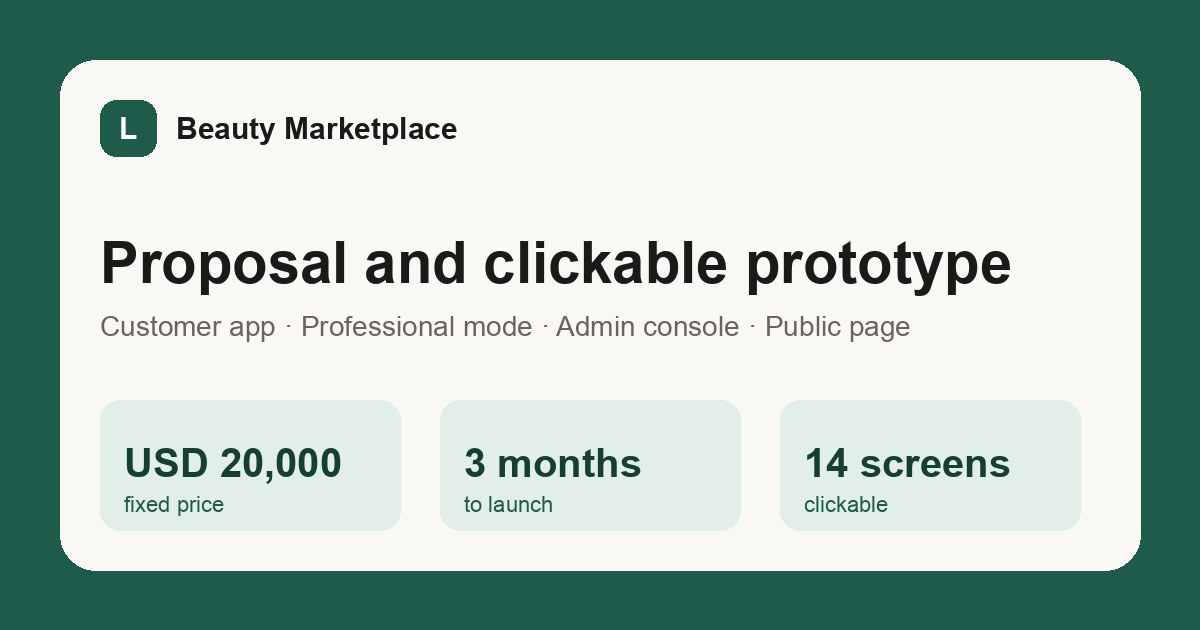 L
Beauty Marketplace
Proposal and clickable prototype
Customer app · Professional mode · Admin console · Public page
USD 20,000
fixed price
3 months
to launch
14 screens
clickable